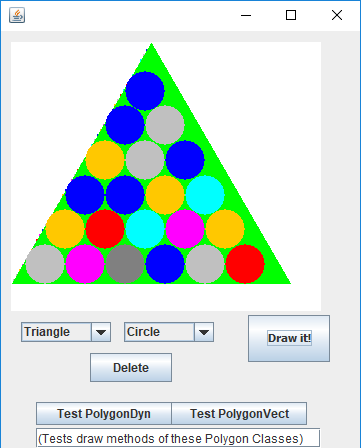 Triangle Circle Draw it!
Delete
Test PolygonDyn Test PolygonVect
(Tests draw methods of these Polygon Classes)